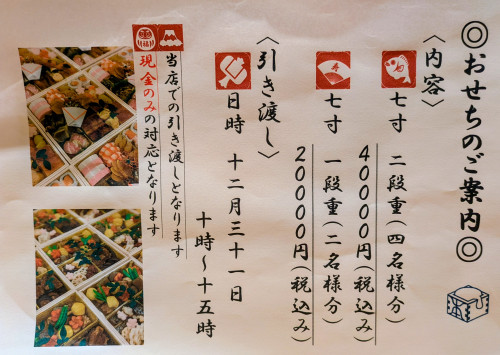 ◎おせちのご案内◎
〈内容〉
七寸 二段重(四名様分)
40000円(税込み)
七寸 一段重(二名様分)
20000円(税込み)
〈引き渡し〉
日時 十二月三十一日
十時〜十五時
当店での引き渡しとなります
現金のみの対応となります